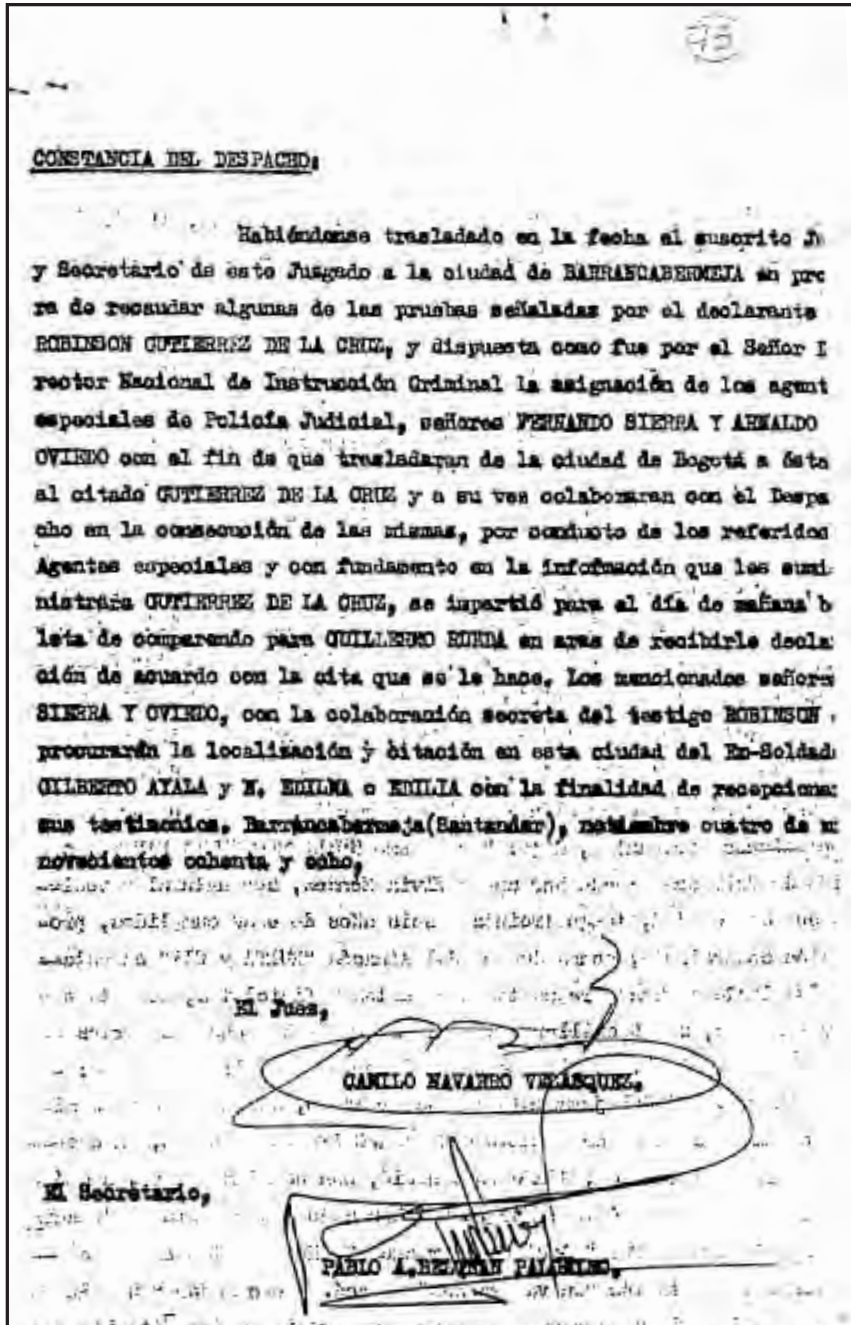 75
CONSTANCIA DEL DESPACHO:
Habiéndonse trasladado en la fecha el suscrito J
y Secretario de este Juzgado a la ciudad de BARRANCABERMEJA en pro
ra de recaudar algunas de las pruebas señaladas por el declarante
ROBINSON GUTIERREZ DE LA CRUZ, y dispuesta como fue por el Señor D
rector Nacional de Instrucción Criminal la asignación de los agent
especiales de Policía Judicial, señores FERNANDO SIERRA Y ARNALDO
OVIEDO con el fin de que trasladaran de la ciudad de Bogotá a ésta
al citado GUTIERREZ DE LA CRUZ y a su vez colaboraran con el Despa
cho en la consecución de las mismas, por conducto de los referidos
Agentes especiales y con fundamento en la información que les sumi
nistrara GUTIERREZ DE LA CRUZ, se impartió para el día de mañana b
leta de comparendo para GUILLERMO RUEDA en aras de recibirle decla
ción de acuerdo con la cita que se le hace. Los mencionados señore
SIERRA Y OVIEDO, con la colaboración secreta del testigo ROBINSON
procurarán la localización y citación en esta ciudad del Ex-Soldad
GILBERTO AYALA y N. EDILMA o EDILIA con la finalidad de recepciona
sus testimonios. Barrancabermeja(Santander), cuatro de m
novecientos ochenta y ocho,
El Juez,
CAMILO NAVARRO VELASQUEZ.
El Secretario,
PABLO A.BELTRAN